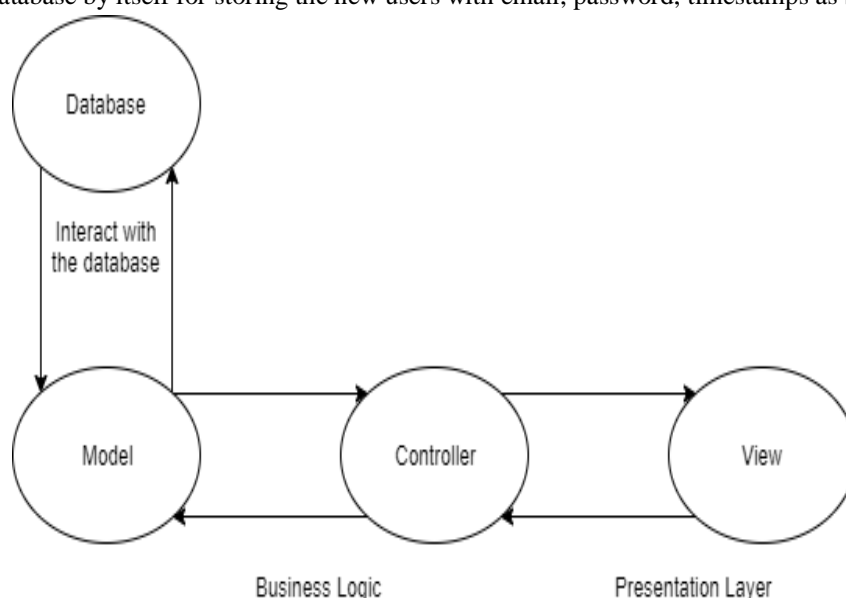 atabase by itself for storing the new users with email, password, timestamps as
Database
Interact with
the database
Model
Controller
View
Business Logic
Presentation Layer